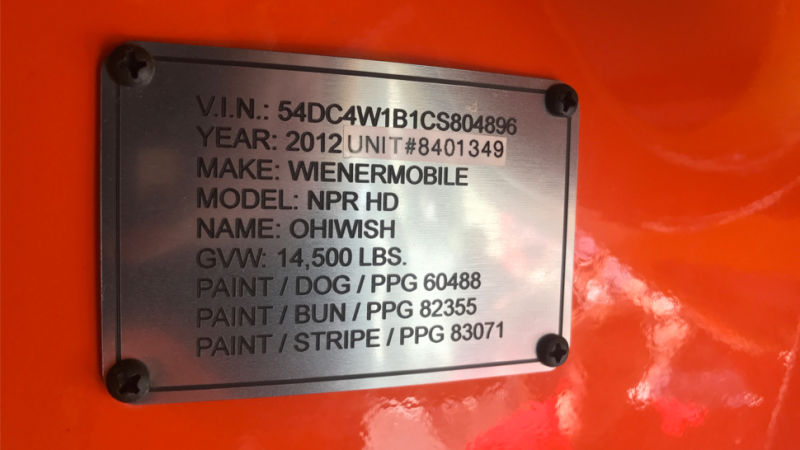 V.I.N.: 54DC4W1B1CS804896
YEAR: 2012 UNIT#8401349
MAKE: WIENERMOBILE
MODEL: NPR HD
NAME: OHIWISH
GVW: 14,500 LBS.
PAINT / DOG / PPG 60488
PAINT / BUN / PPG 82355
PAINT / STRIPE / PPG 83071